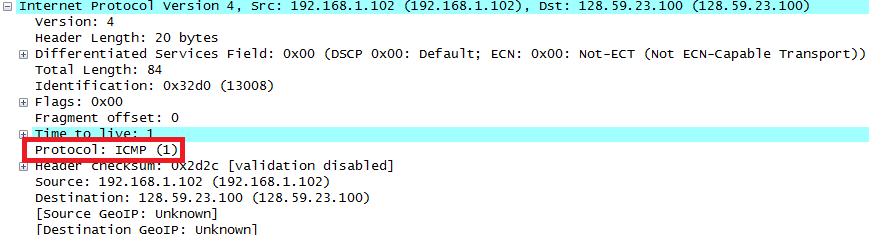 Internet Protocol Version 4, Src: 192.168.1.102 (192.168.1.102), Dst: 128.59.23.100 (128.59.23.100)
Version: 4
Header Length: 20 bytes
Differentiated Services Field: 0x00 (DSCP 0x00: Default; ECN: 0x00: Not-ECT (Not ECN-Capable Transport))
Total Length: 84
Identification: 0x32d0 (13008)
Flags: 0x00
Fragment offset: 0
Time to live: 1
Protocol: ICMP (1)
Header checksum: 0x2d2c [validation disabled]
Source: 192.168.1.102 (192.168.1.102)
Destination: 128.59.23.100 (128.59.23.100)
[Source GeoIP: Unknown]
[Destination GeoIP: Unknown]